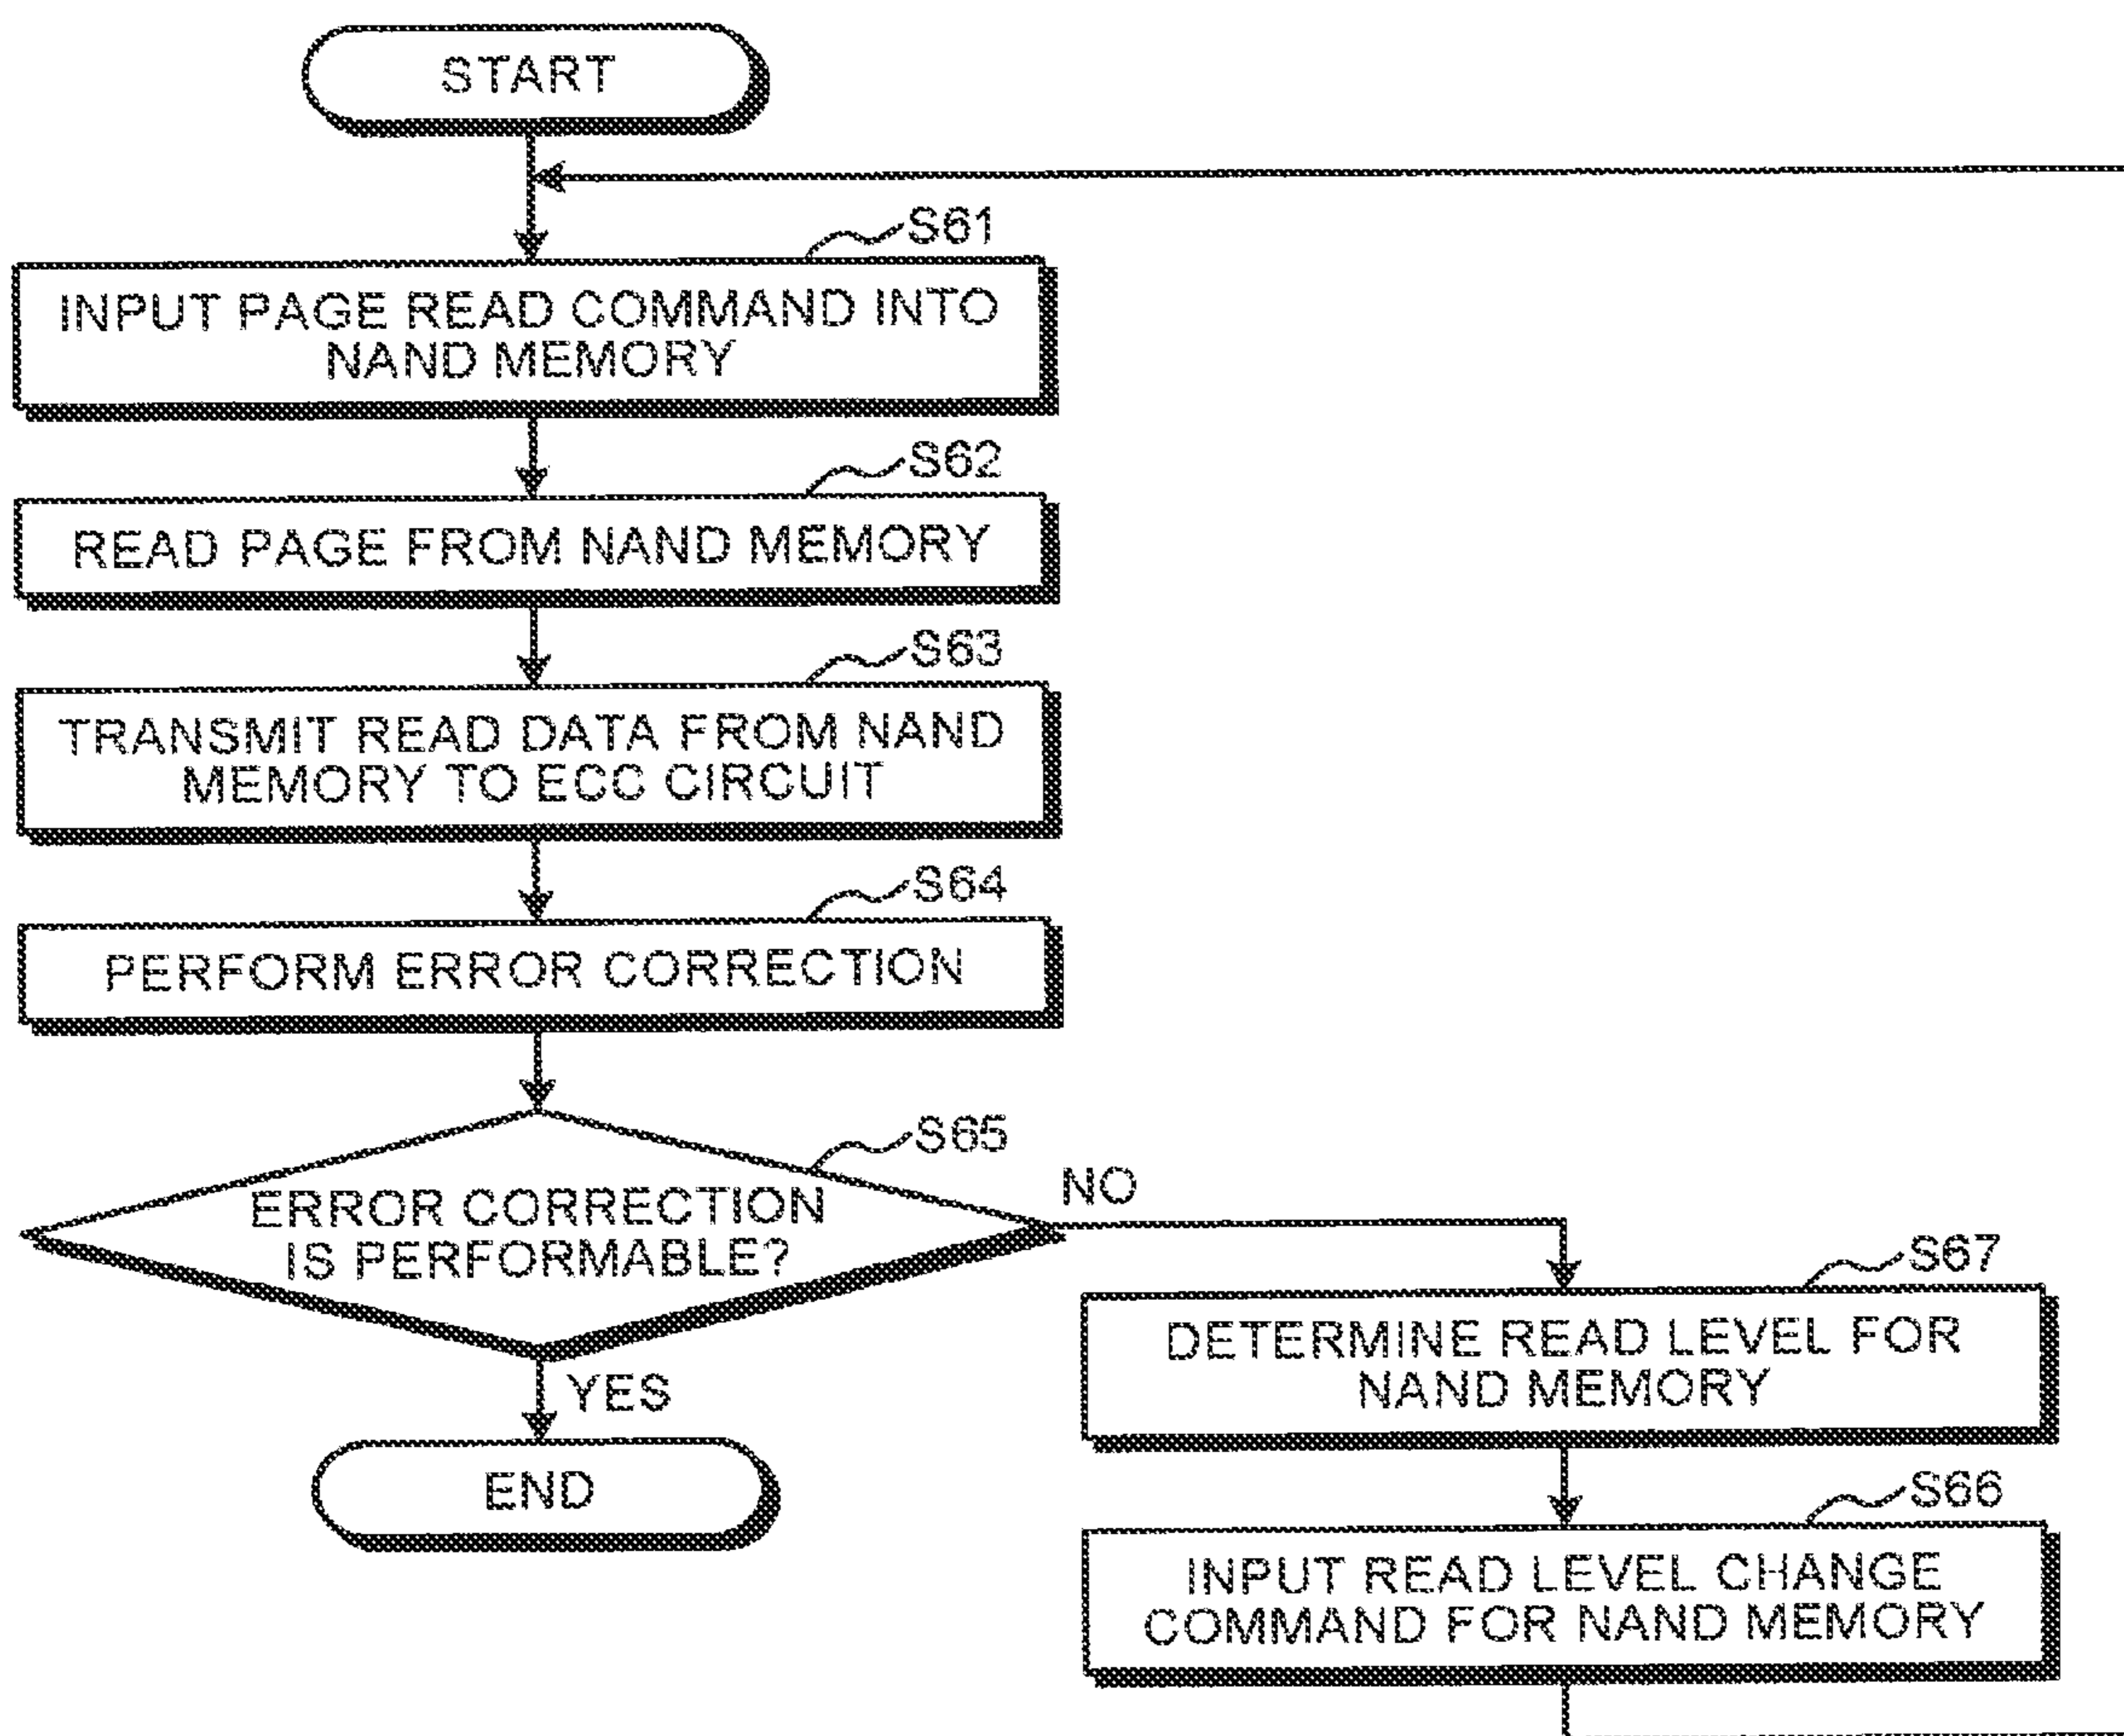 START
S61
INPUT PAGE READ COMMAND INTO
NAND MEMORY
S62
READ PAGE FROM NAND MEMORY
S63
TRANSMIT READ DATA FROM NAND
MEMORY TO ECC CIRCUIT
S64
PERFORM ERROR CORRECTION
S65
ERROR CORRECTION
IS PERFORMABLE?
NO
YES
END
S67
DETERMINE READ LEVEL FOR
NAND MEMORY
S66
INPUT READ LEVEL CHANGE
COMMAND FOR NAND MEMORY